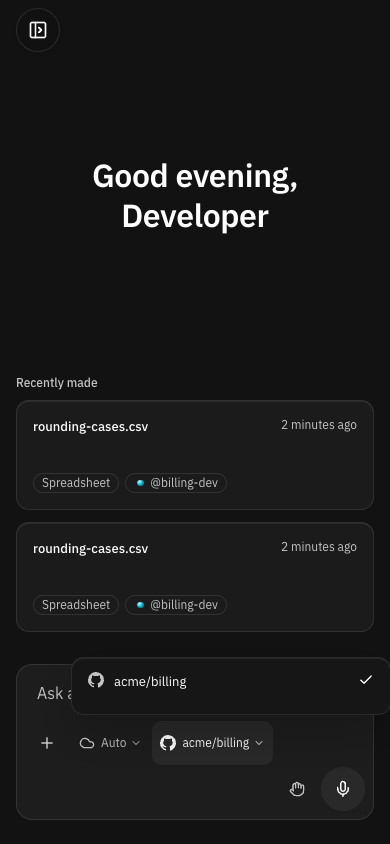 Good evening,
Developer
Recently made
rounding-cases.csv
2 minutes ago
Spreadsheet
@billing-dev
rounding-cases.csv
2 minutes ago
Spreadsheet
@billing-dev
acme/billing
Ask
Auto
acme/billing